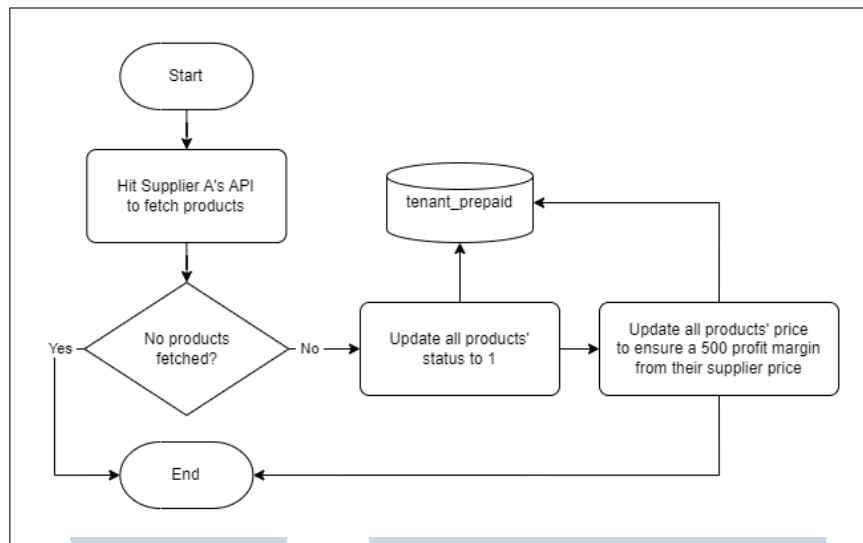 Start
Hit Supplier A's API
to fetch products
tenant_prepaid
No products
fetched?
Yes
No
Update all products'
status to 1
Update all products' price
to ensure a 500 profit margin
from their supplier price
End